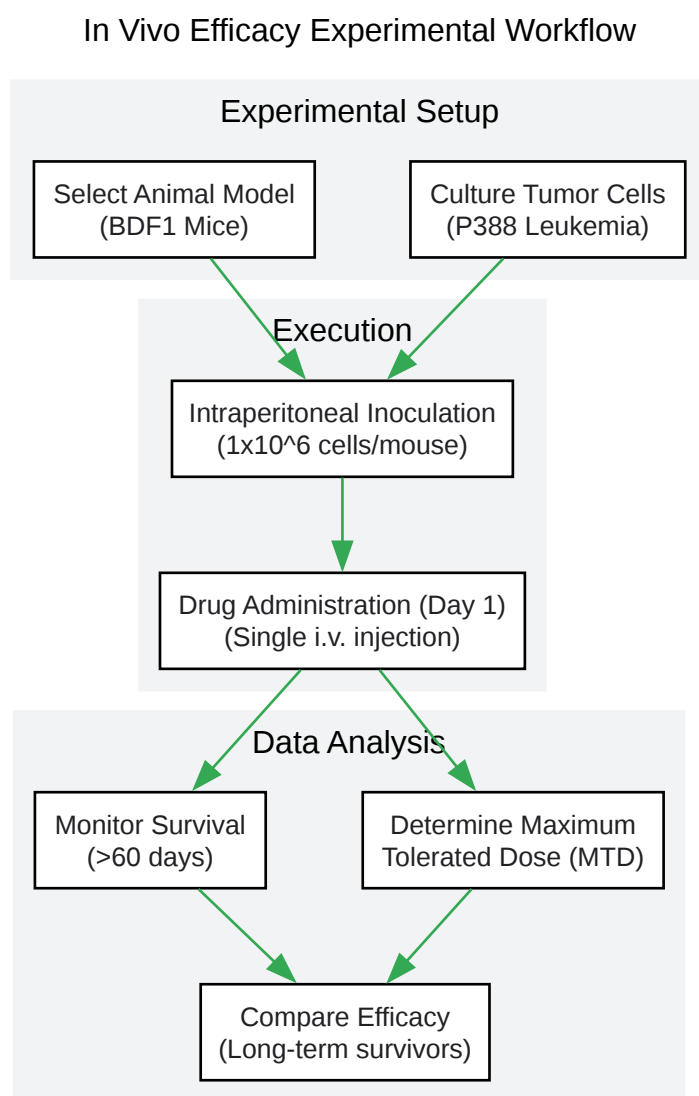 In Vivo Efficacy Experimental Workflow
Experimental Setup
Select Animal Model
(BDF1 Mice)
Culture Tumor Cells
(P388 Leukemia)
Execution
Intraperitoneal Inoculation
(1x10^6 cells/mouse)
Drug Administration (Day 1)
(Single i.v. injection)
Data Analysis
Monitor Survival
(>60 days)
Determine Maximum
Tolerated Dose (MTD)
Compare Efficacy
(Long-term survivors)